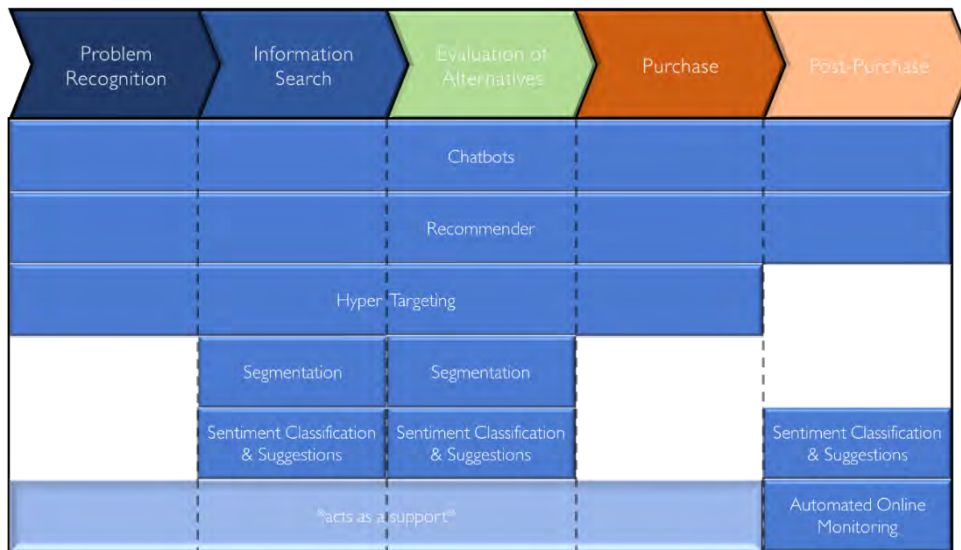 Problem
Recognition
Information
Search
Evaluation of
Alternatives
Purchase
Post-Purchase
Chatbots
Recommender
Hyper Targeting
Segmentation
Segmentation
Sentiment Classification
& Suggestions
Sentiment Classification
& Suggestions
Sentiment Classification
& Suggestions
*acts as a support*
Automated Online
Monitoring